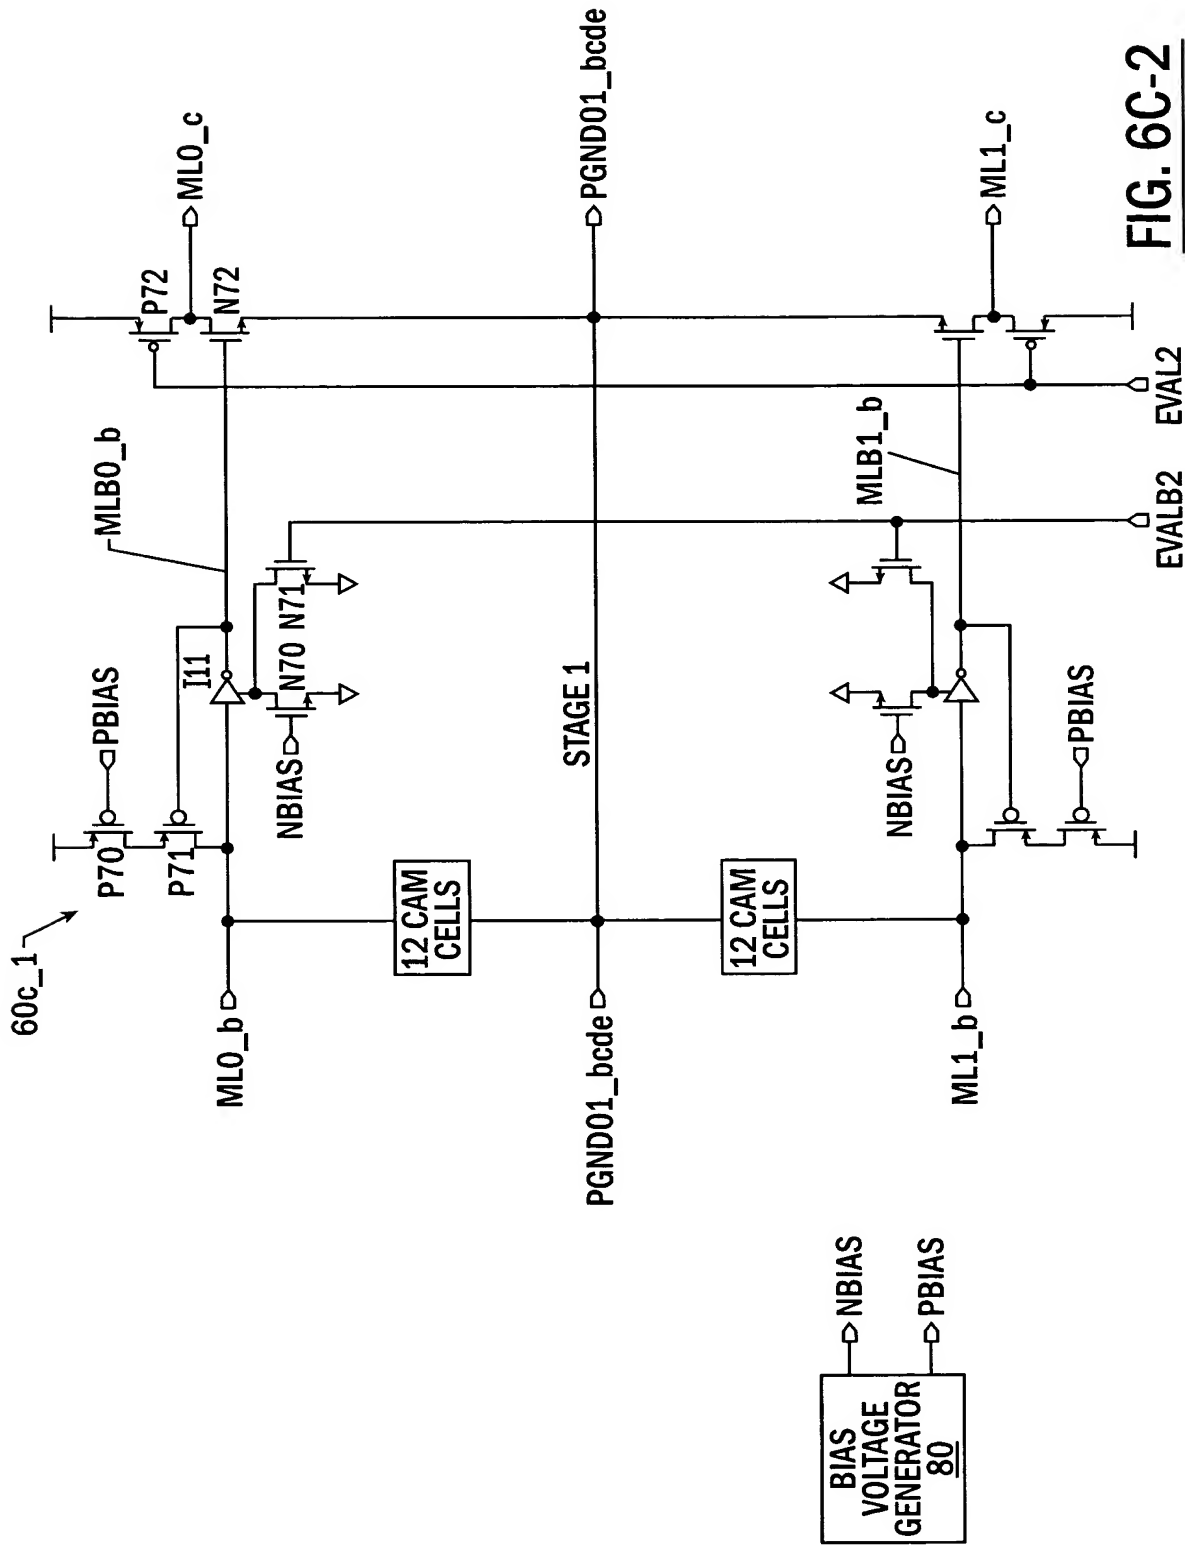 60c_1
P70
PBIAS
P71
I11
MLB0_b
P72
ML0_c
N72
ML0_b
NBIAS
N70
N71
12 CAM
CELLS
STAGE 1
PGND01_bcde
PGND01_bcde
12 CAM
CELLS
NBIAS
MLB1_b
ML1_b
PBIAS
ML1_c
EVALB2
EVAL2
BIAS
VOLTAGE
GENERATOR
80
NBIAS
PBIAS
FIG. 6C-2